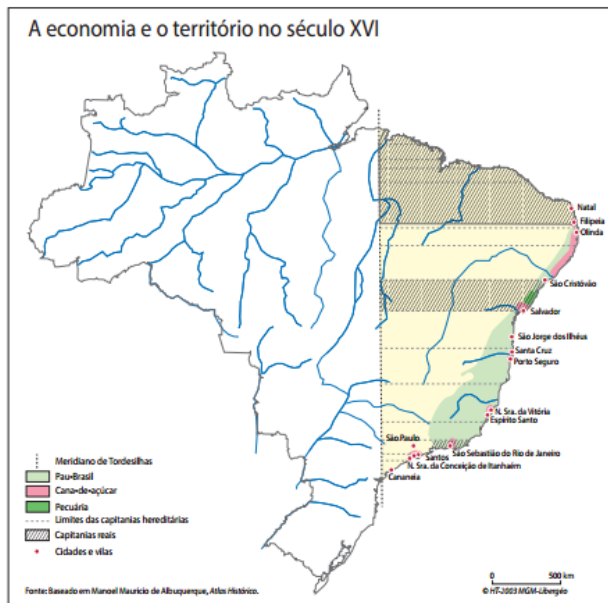 A economia e o território no século XVI
Natal
Filipeia
Olinda
São Cristóvão
Salvador
São Jorge dos Ilhéus
Santa Cruz
Porto Seguro
N. Sra. da Vitória
Espírito Santo
São Paulo
São Sebastião do Rio de Janeiro
Santos
N. Sra. da Conceição de Itanhaém
Cananeia
Meridiano de Tordesilhas
Pau-Brasil
Cana-de-açúcar
Pecuária
Limites das capitanias hereditárias
Capitanias reais
Cidades e vilas
0 500 km
Fonte: Baseado em Manoel Mauricio de Albuquerque, Atlas Histórico.
© HT-2003 MGM-Libergéo